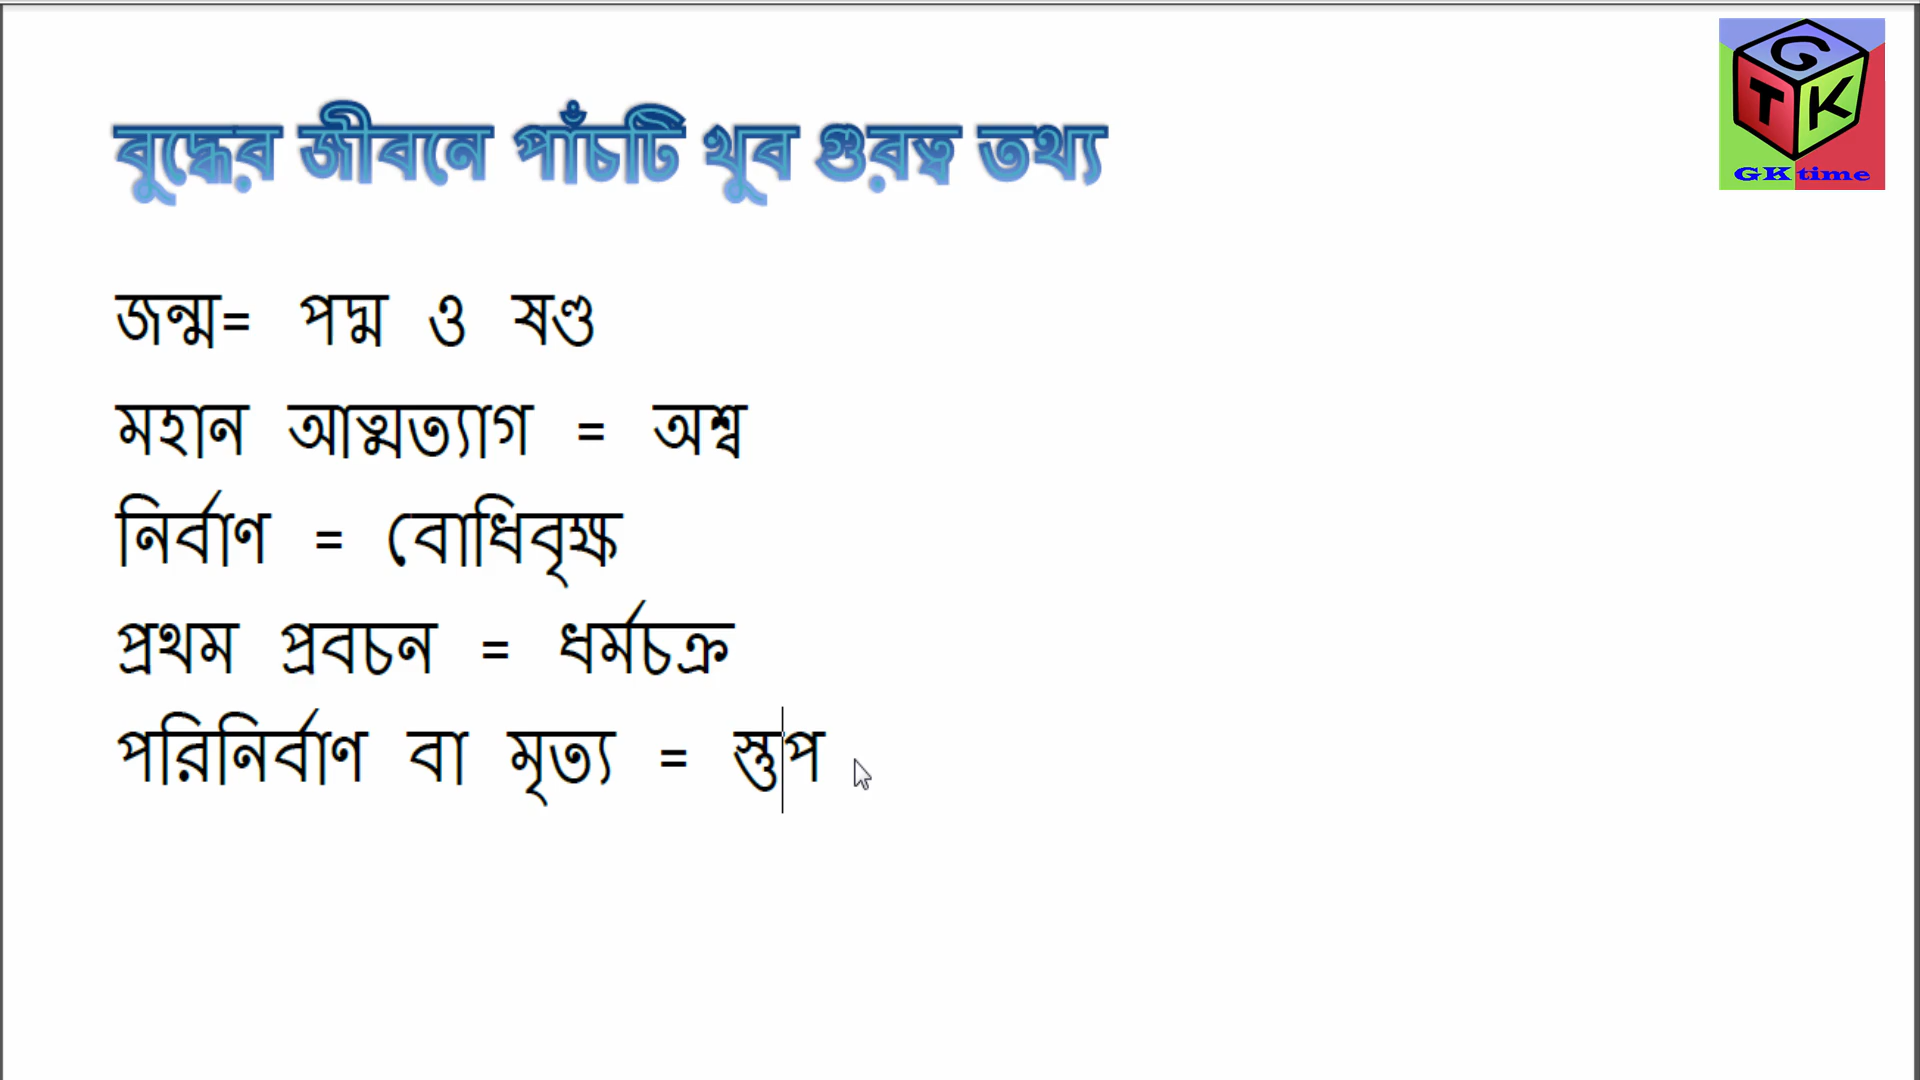 বুদ্ধের জীবনে পাঁচটি খুব গুরত্ব তথ্য
G
T K
GK time
জন্ম= পদ্ম ও ষণ্ড
মহান আত্মত্যাগ = অশ্ব
নির্বাণ = বোধিবৃক্ষ
প্রথম প্রবচন = ধর্মচক্র
পরিনির্বাণ বা মৃত্য = স্তুপ